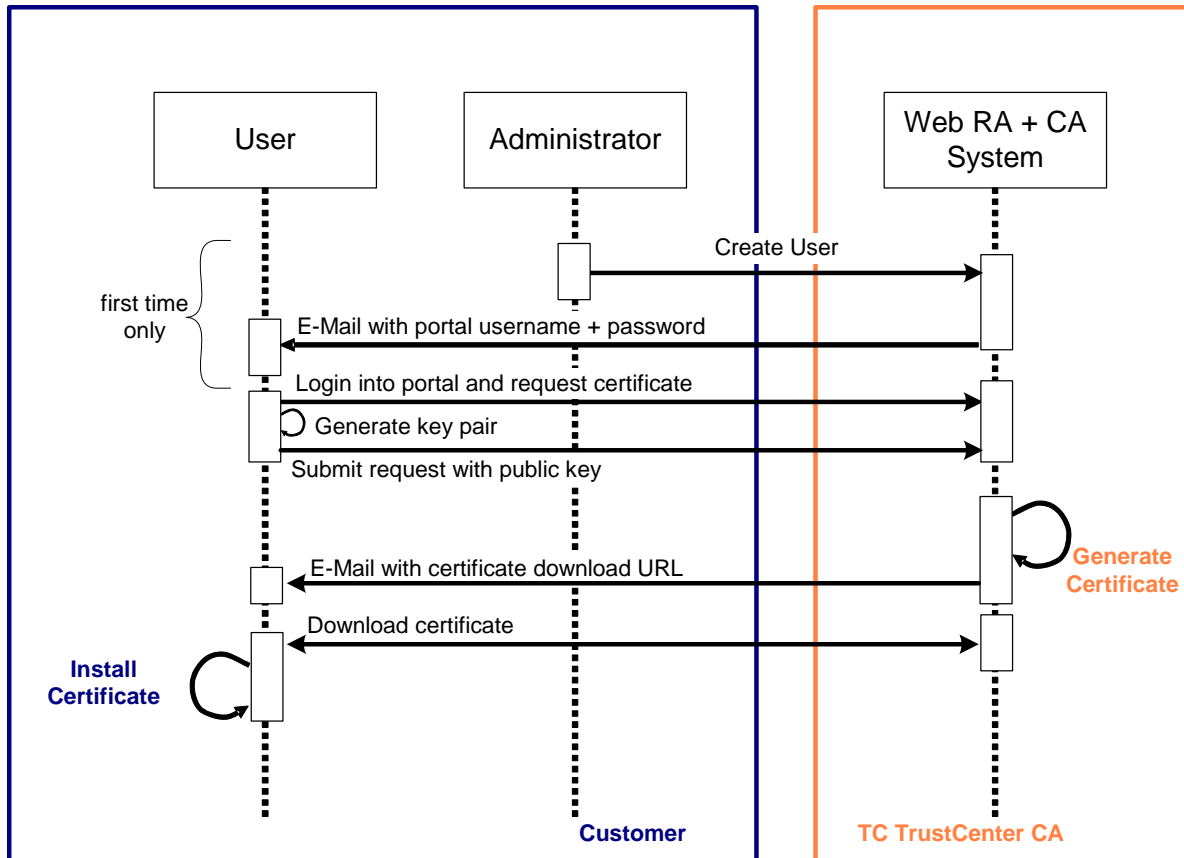 User
Administrator
Web RA + CA
System
Create User
first time
only
E-Mail with portal username + password
Login into portal and request certificate
Generate key pair
Submit request with public key
Generate
Certificate
E-Mail with certificate download URL
Download certificate
Install
Certificate
Customer
TC TrustCenter CA